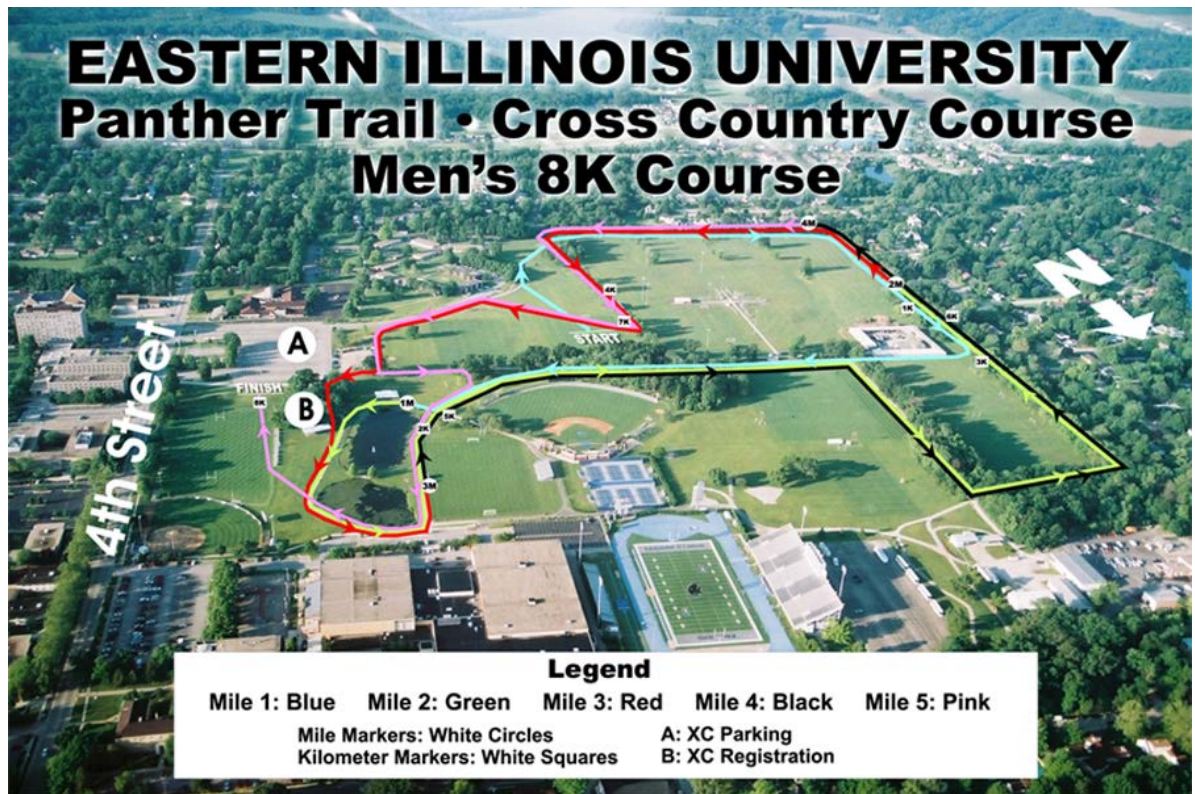 EASTERN ILLINOIS UNIVERSITY
Panther Trail • Cross Country Course
Men's 8K Course
4M
N
2M
4K
1K
6K
7K
START
3K
4th Street
A
FINISH
8K
B
1M
5K
2K
3M
Legend
Mile 1: Blue Mile 2: Green Mile 3: Red Mile 4: Black Mile 5: Pink
Mile Markers: White Circles A: XC Parking
Kilometer Markers: White Squares B: XC Registration